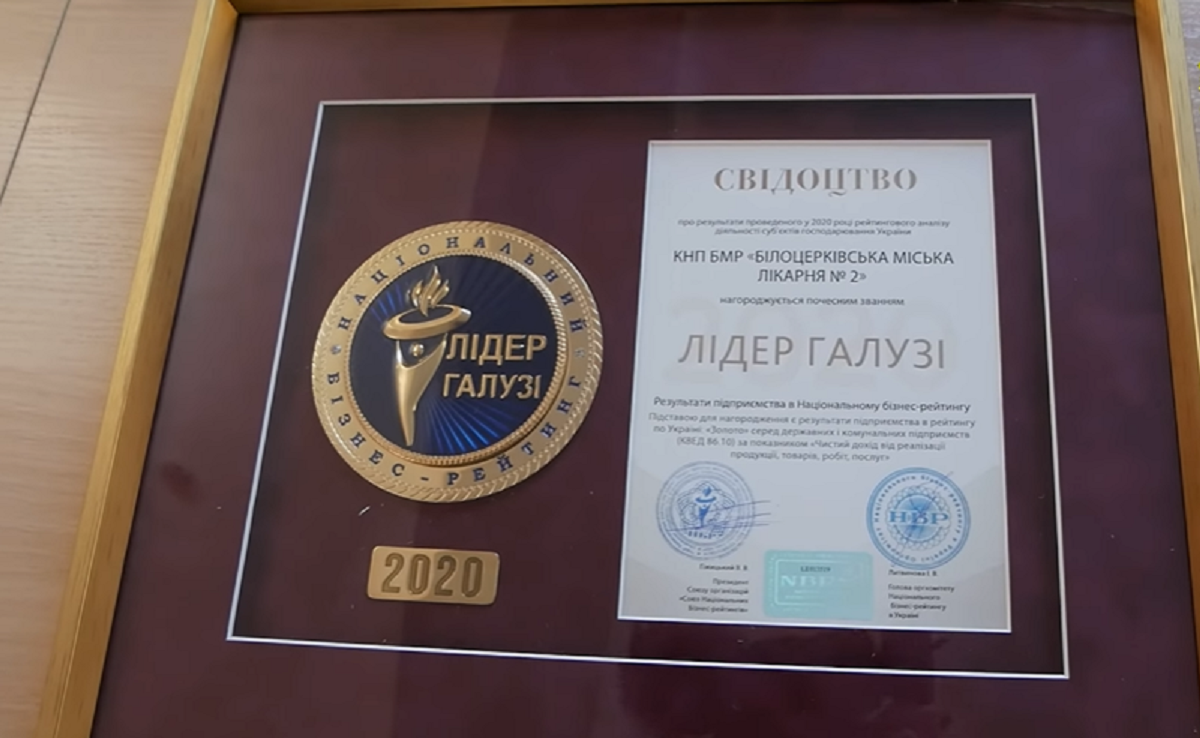 НАЦІОНАЛЬНИЙ
БІЗНЕС-РЕЙТИНГ
ЛІДЕР
ГАЛУЗІ
2020
СВІДОЦТВО
про результати проведеного у 2020 році рейтингового аналізу
діяльності суб'єктів господарювання України
КНП БМР «БІЛОЦЕРКІВСЬКА МІСЬКА
ЛІКАРНЯ № 2»
нагороджується почесним званням
ЛІДЕР ГАЛУЗІ
Результати підприємства в Національному бізнес-рейтингу
Підставою для нагородження є результати підприємства в рейтингу
по Україні: «Золото» серед державних і комунальних підприємств
(КВЕД 86.10) за показником «Чистий дохід від реалізації
продукції, товарів, робіт, послуг»
НБР
Президент
Союзу організацій
«Союз Національних
Бізнес-рейтингів»
NBR
Литвинова І. В.
Голова оргкомітету
Національного
Бізнес-рейтингу
в Україні